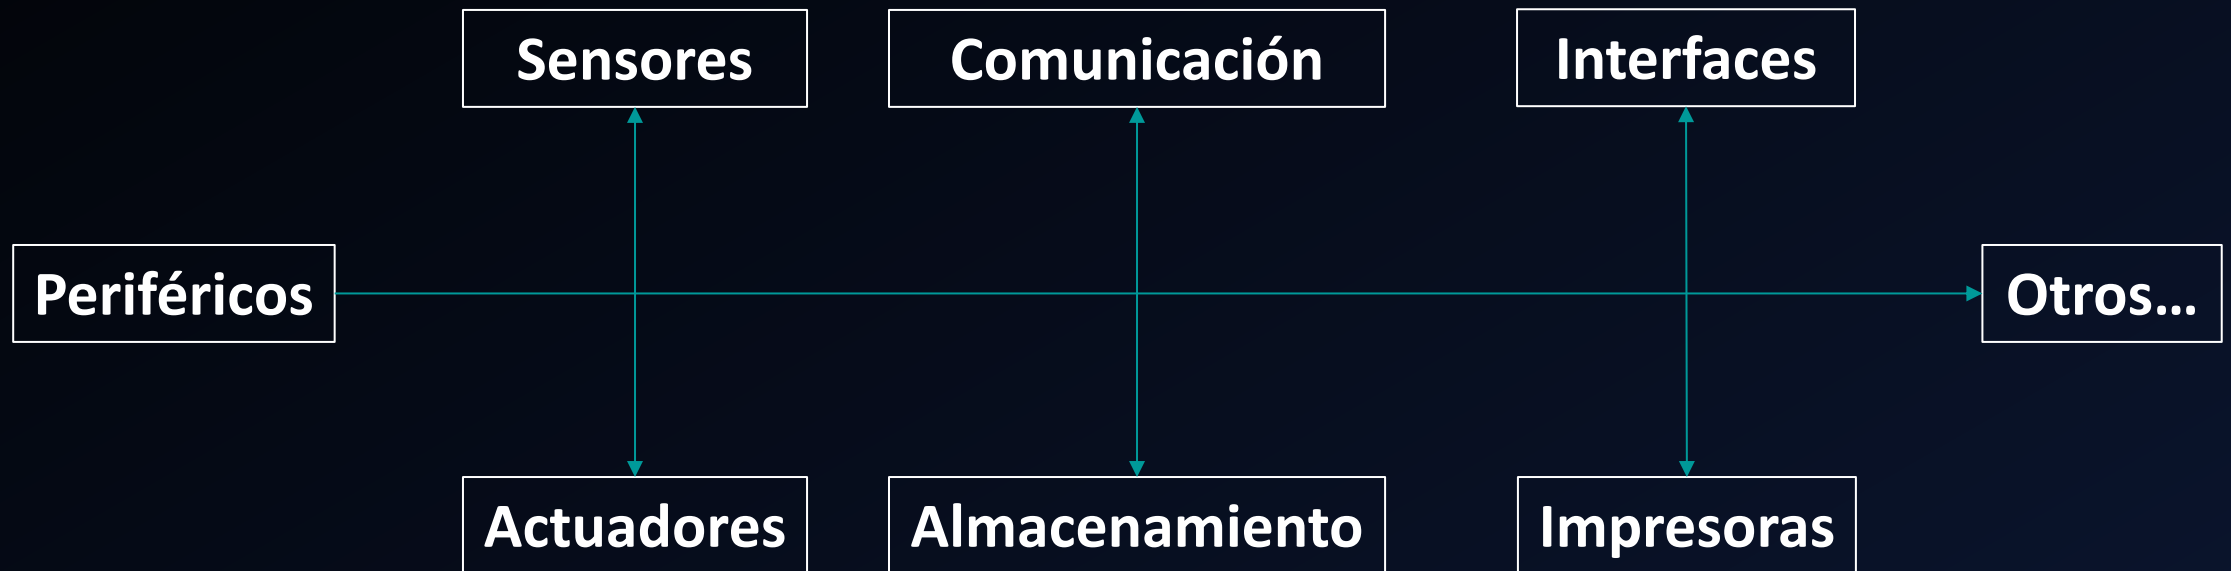 Sensores
Comunicación
Interfaces
Periféricos
Otros...
Actuadores
Almacenamiento
Impresoras